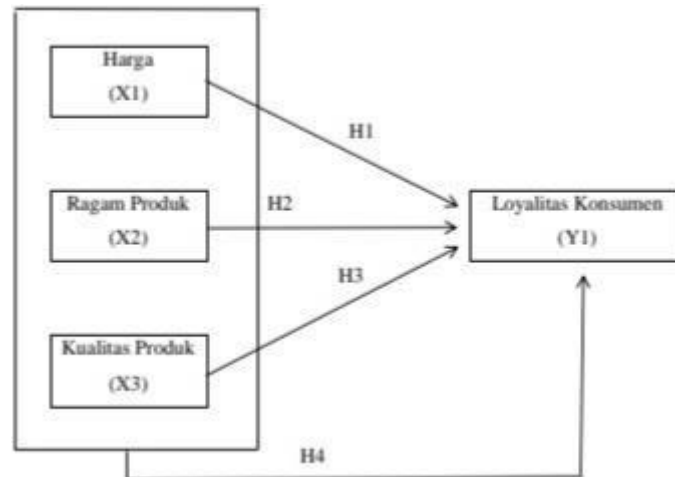 Harga
(X1)
H1
Ragam Produk
(X2)
H2
Loyalitas Konsumen
(Y1)
H3
Kualitas Produk
(X3)
H4